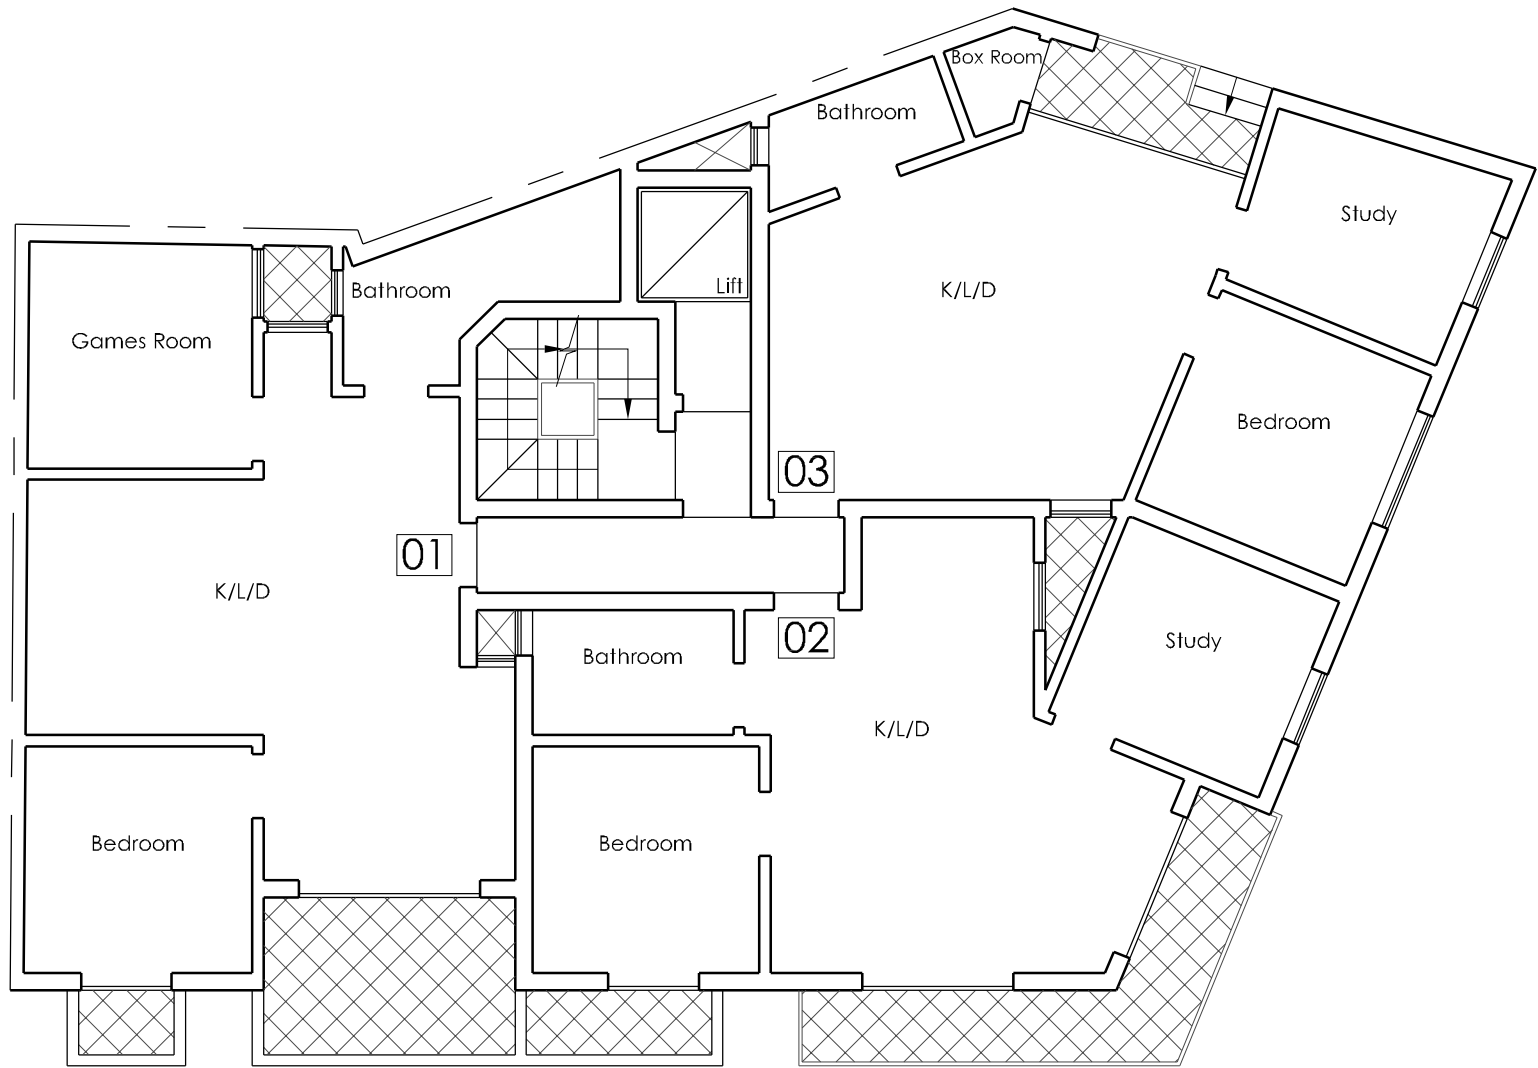 Box Room
Bathroom
Study
Lift
K/L/D
Bathroom
Games Room
Bedroom
03
01
K/L/D
02
Bathroom
Study
K/L/D
Bedroom
Bedroom